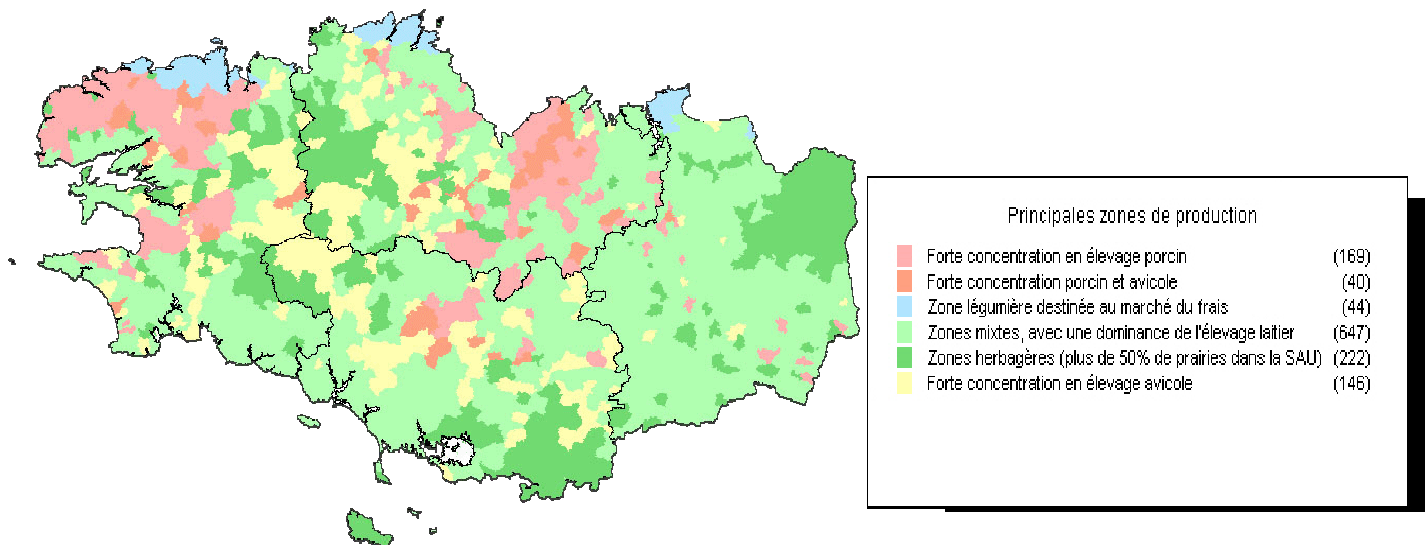 Principales zones de production
Forte concentration en élevage porcin (169)
Forte concentration porcin et avicole (40)
Zone légumière destinée au marché du frais (44)
Zones mixtes, avec une dominance de l'élevage laitier (647)
Zones herbagères (plus de 50% de prairies dans la SAU) (222)
Forte concentration en élevage avicole (146)